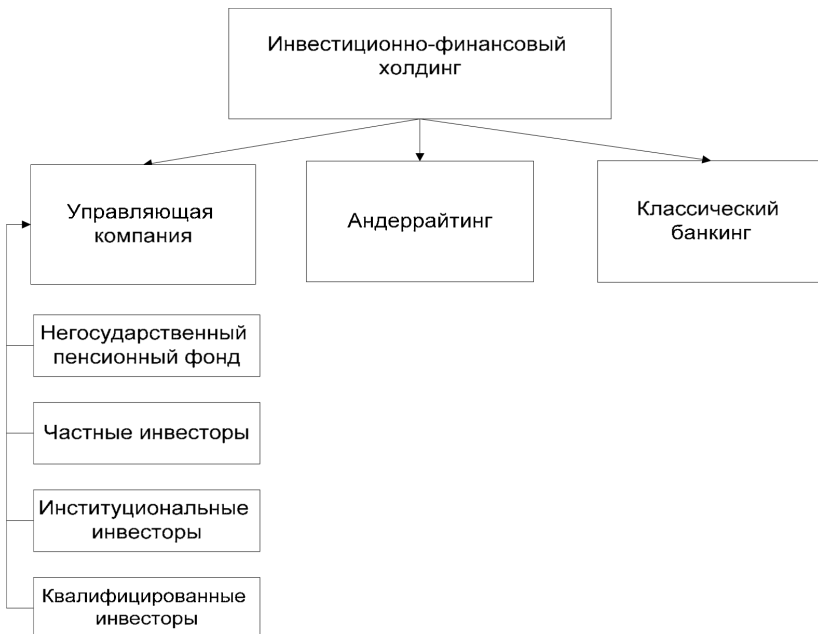 Инвестиционно-финансовый
холдинг
Управляющая
компания
Андеррайтинг
Классический
банкинг
Негосударственный
пенсионный фонд
Частные инвесторы
Институциональные
инвесторы
Квалифицированные
инвесторы